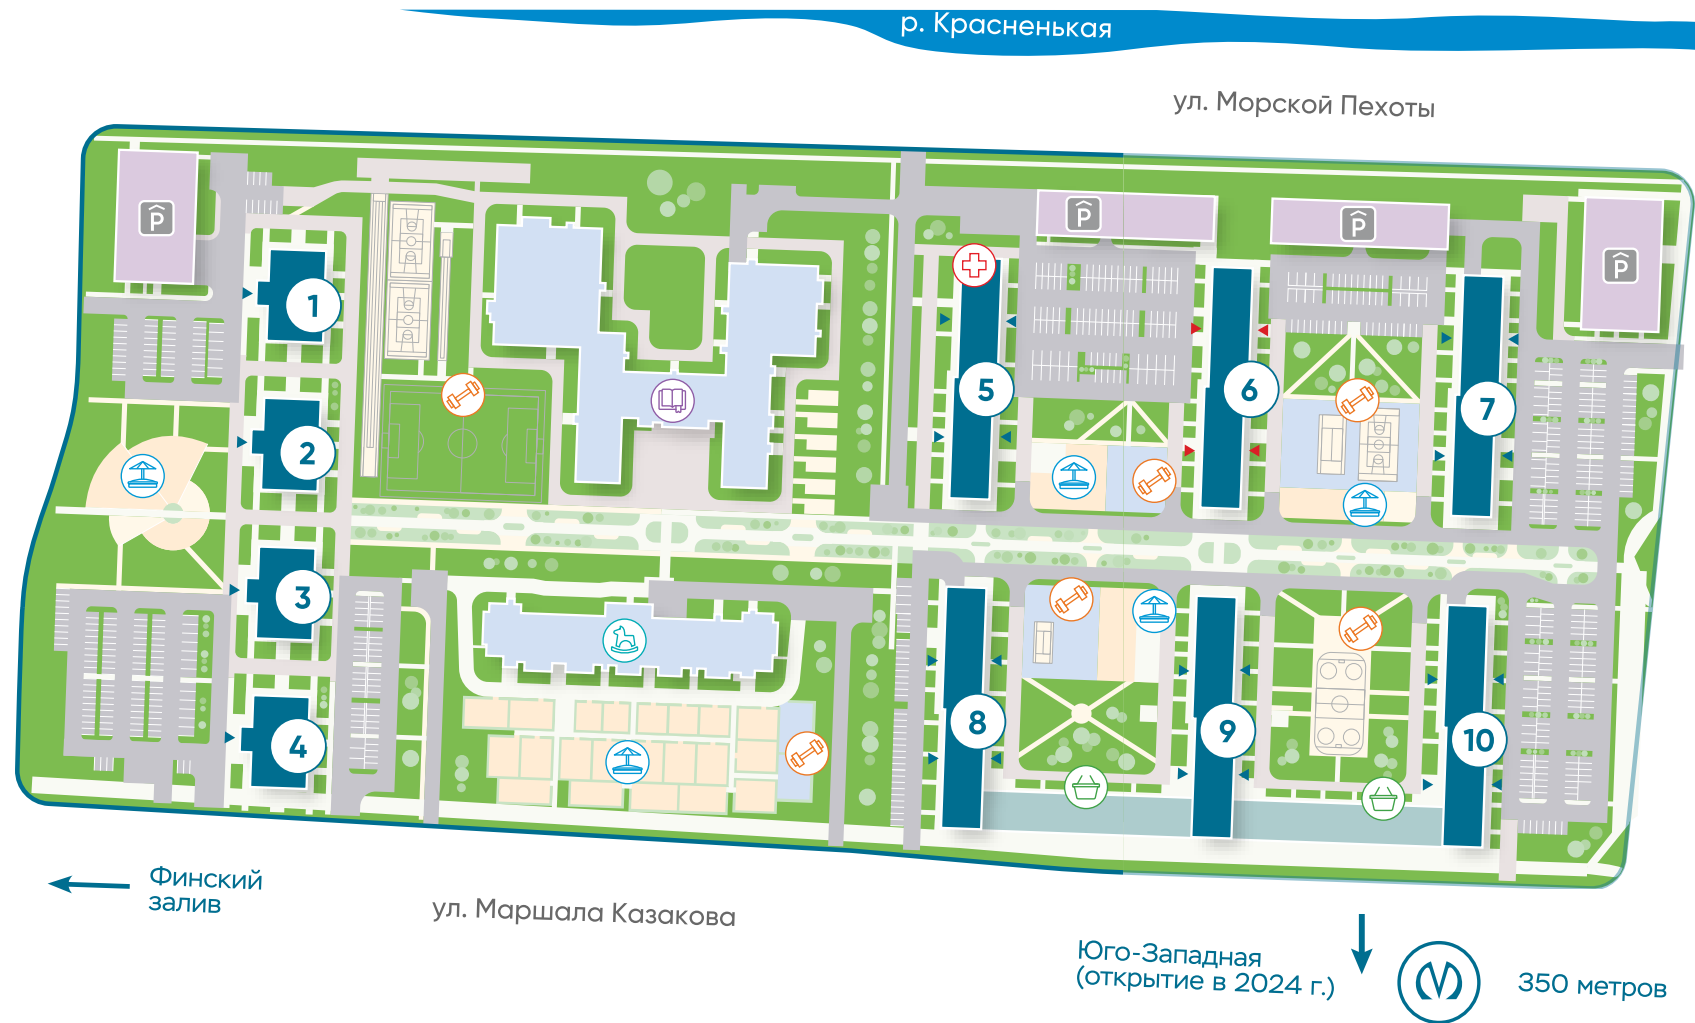 р. Красненькая
ул. Морской Пехоты
P
P
P
P
1
2
3
4
5
6
7
8
9
10
Финский
залив
ул. Маршала Казакова
Юго-Западная
(открытие в 2024 г.)
350 метров